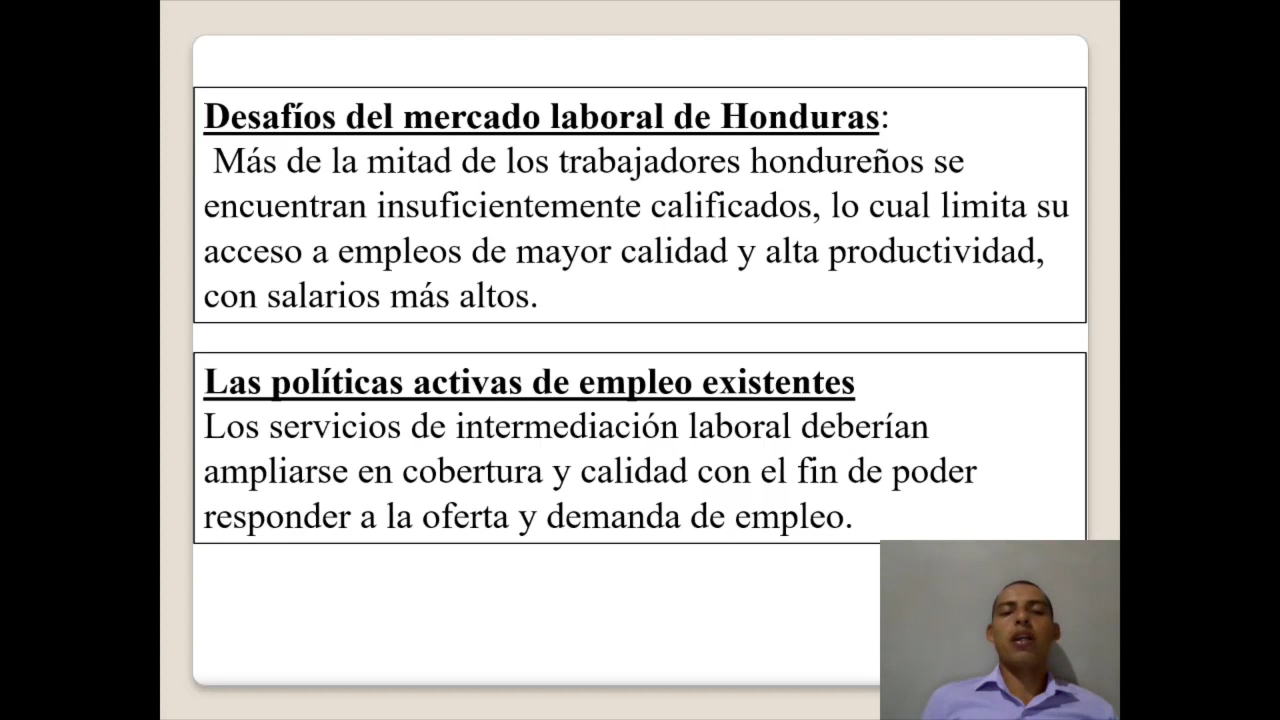 Desafíos del mercado laboral de Honduras:
Más de la mitad de los trabajadores hondureños se
encuentran insuficientemente calificados, lo cual limita su
acceso a empleos de mayor calidad y alta productividad,
con salarios más altos.
Las políticas activas de empleo existentes
Los servicios de intermediación laboral deberían
ampliarse en cobertura y calidad con el fin de poder
responder a la oferta y demanda de empleo.